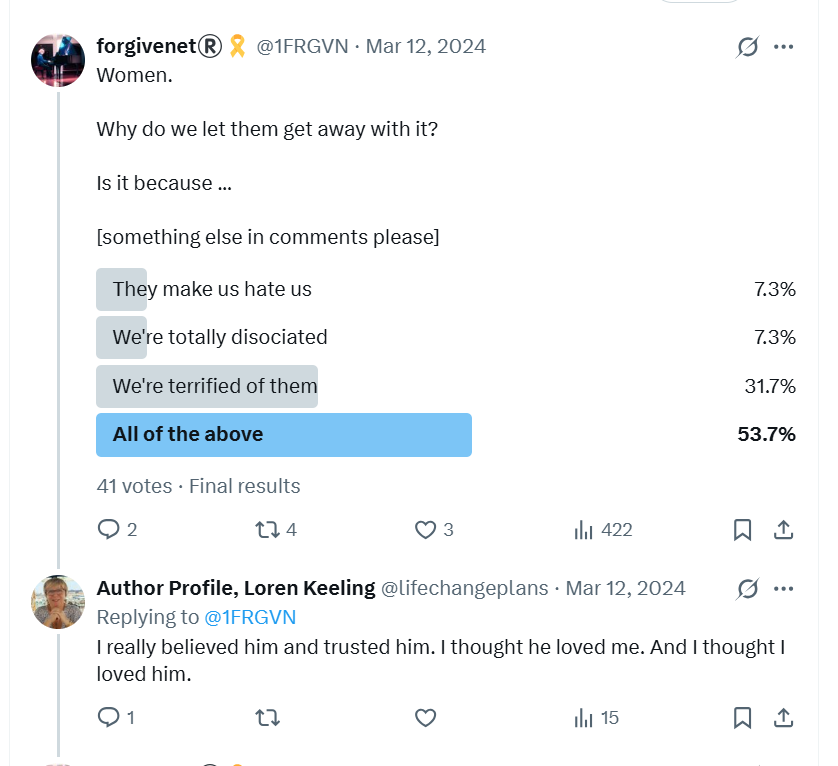 forgivenet® 🎗 @1FRGVN · Mar 12, 2024
Women.
Why do we let them get away with it?
Is it because ...
[something else in comments please]
They make us hate us 7.3%
We're totally disociated 7.3%
We're terrified of them 31.7%
All of the above 53.7%
41 votes · Final results
2 4 3 422
Author Profile, Loren Keeling @lifechangeplans · Mar 12, 2024
Replying to @1FRGVN
I really believed him and trusted him. I thought he loved me. And I thought I
loved him.
1 15